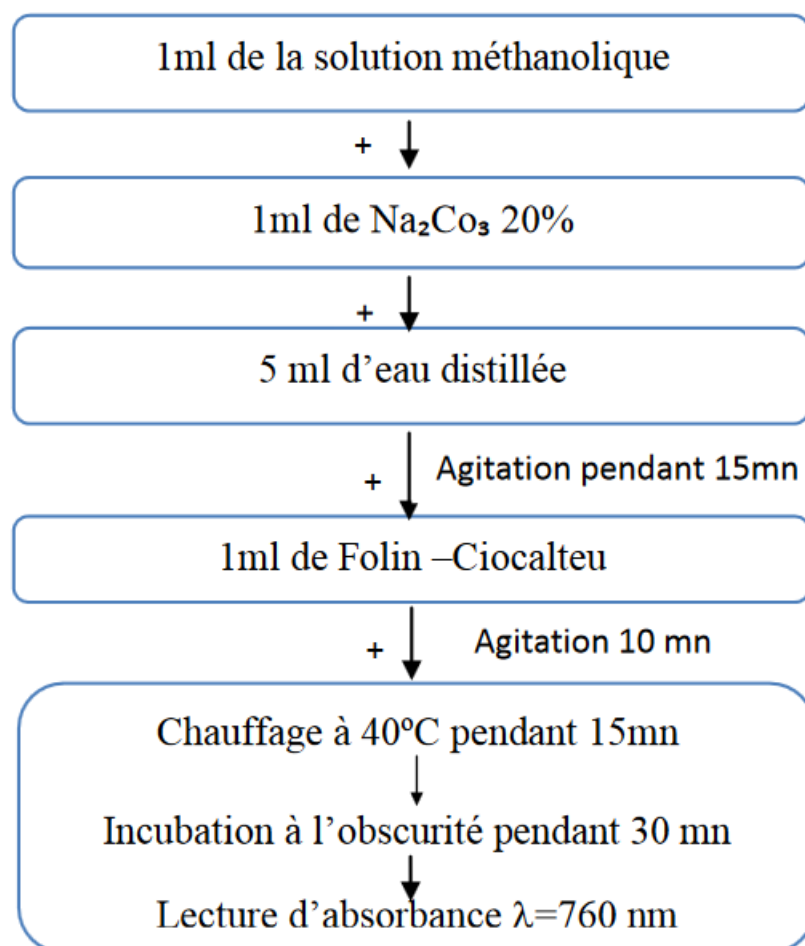 1ml de la solution méthanolique
+
1ml de Na₂Co₃ 20%
+
5 ml d’eau distillée
+ Agitation pendant 15mn
1ml de Folin –Ciocalteu
+ Agitation 10 mn
Chauffage à 40ºC pendant 15mn
Incubation à l’obscurité pendant 30 mn
Lecture d’absorbance λ=760 nm